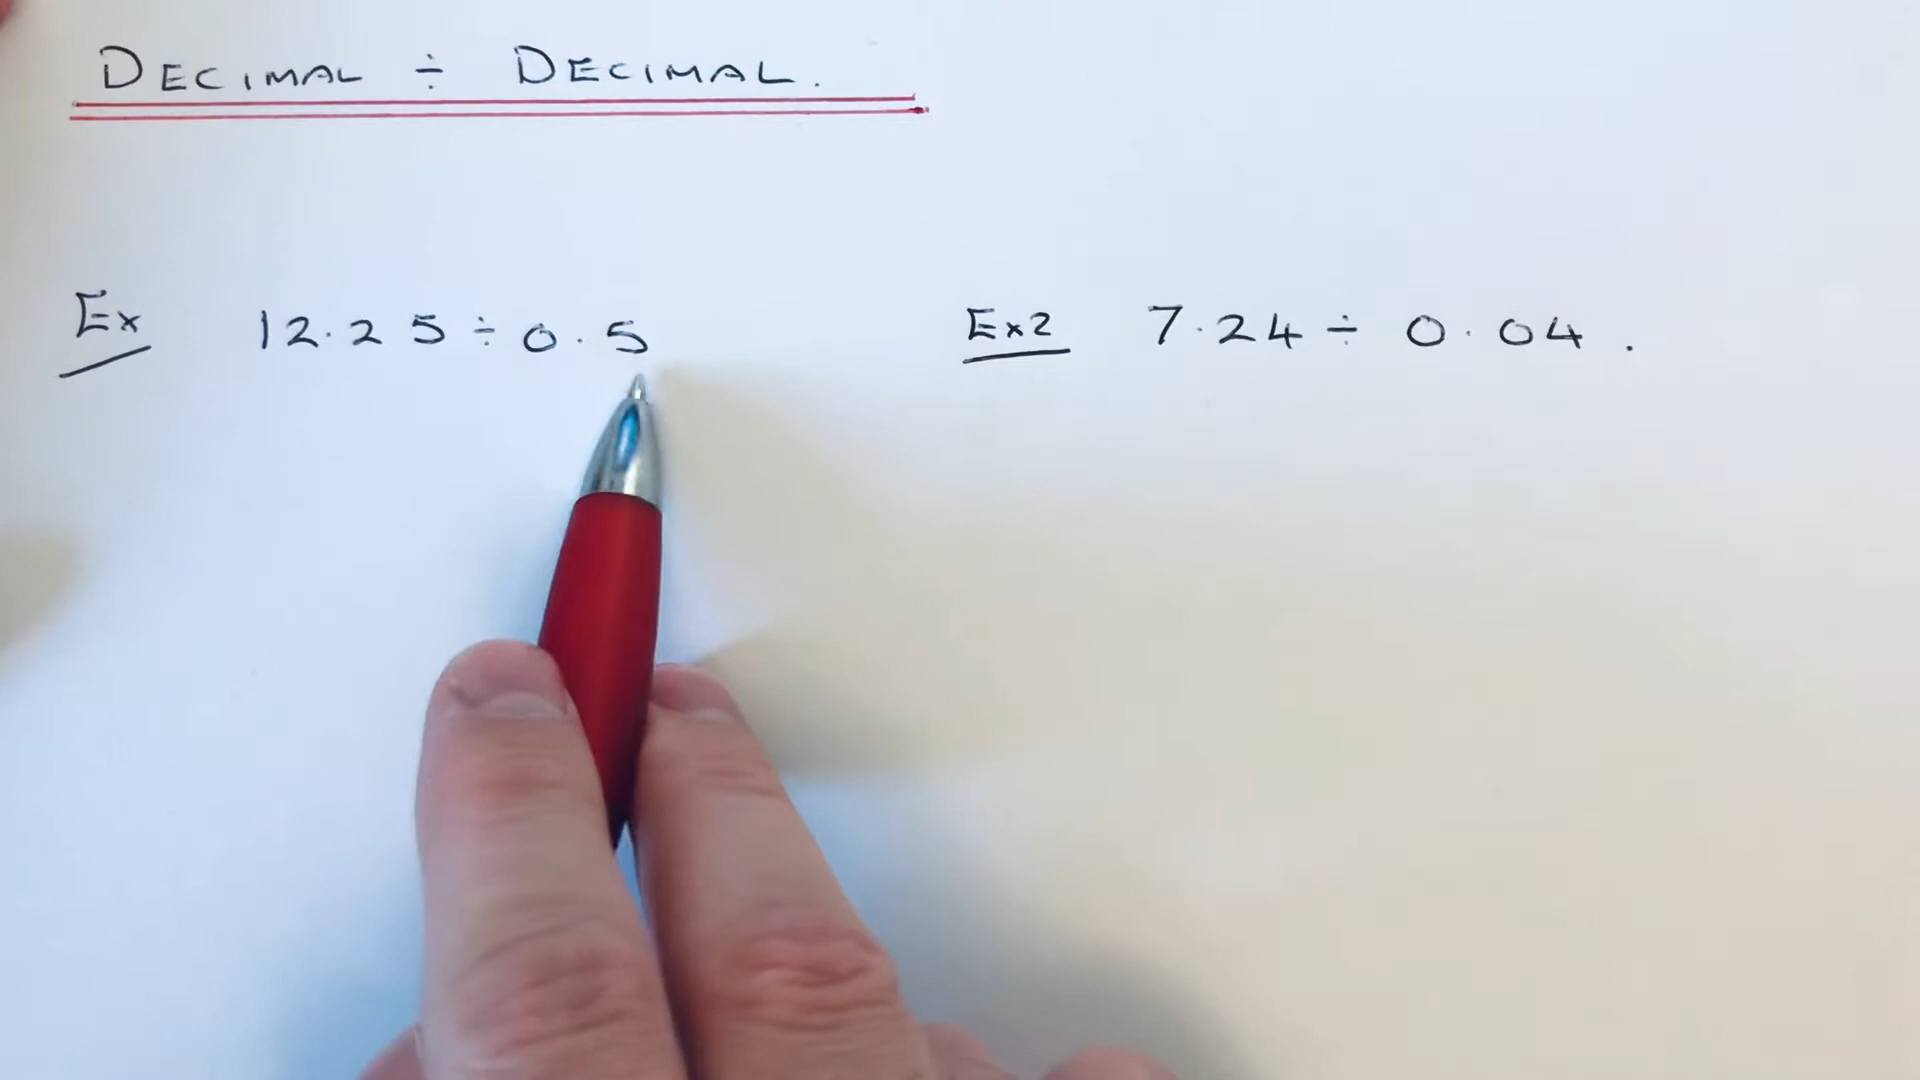 DECIMAL ÷ DECIMAL.
Ex 12.25 ÷ 0.5
Ex2 7.24 ÷ 0.04.